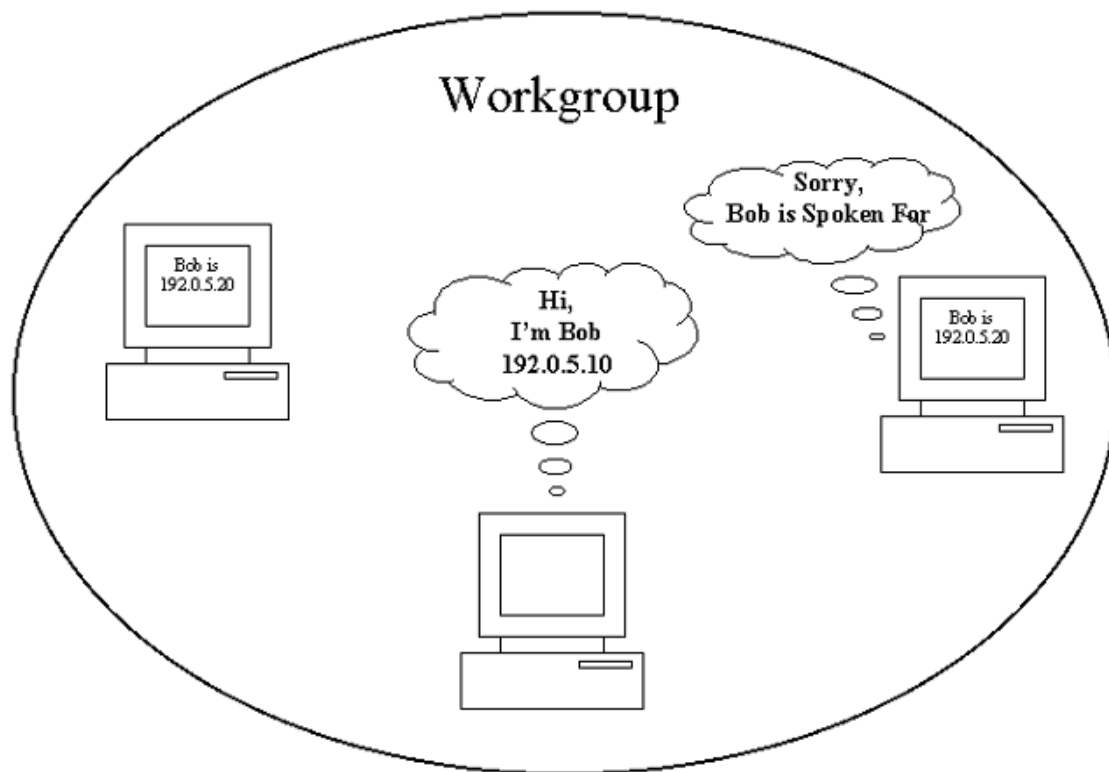 Workgroup
Sorry,
Bob is Spoken For
Bob is
192.0.5.20
Hi,
I'm Bob
192.0.5.10
Bob is
192.0.5.20